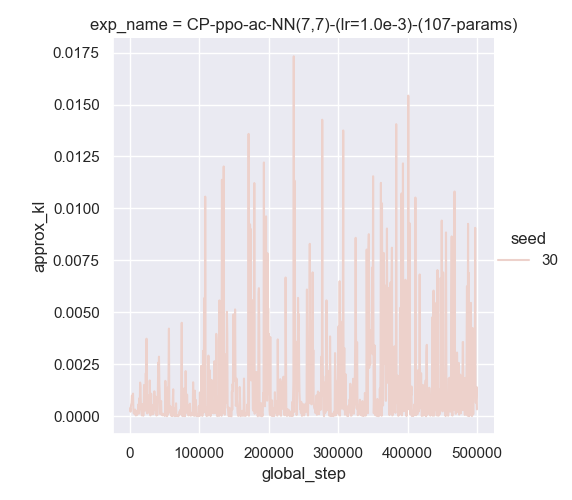 exp_name = CP-ppo-ac-NN(7,7)-(lr=1.0e-3)-(107-params)
0.0175
0.0150
0.0125
0.0100
0.0075
0.0050
0.0025
0.0000
approx_kl
0 100000 200000 300000 400000 500000
global_step
seed
30